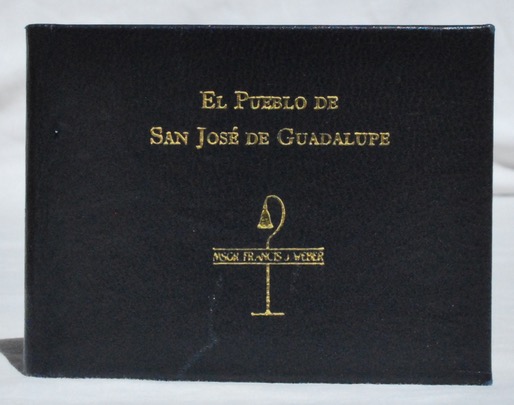 El Pueblo de
San José de Guadalupe
MSGR. FRANCIS J. WEBER